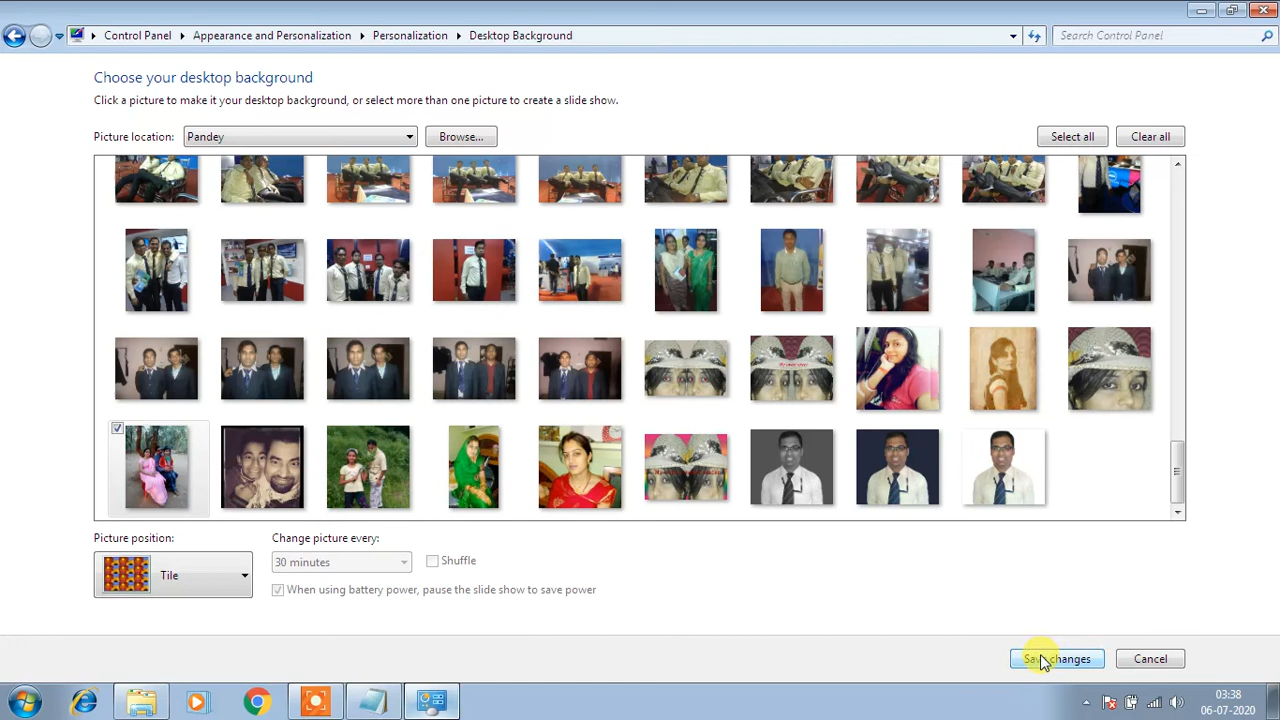 Control Panel Appearance and Personalization Personalization Desktop Background Search Control Panel
Choose your desktop background
Click a picture to make it your desktop background, or select more than one picture to create a slide show.
Picture location: Pandey Browse... Select all Clear all
Picture position: Change picture every:
Tile 30 minutes Shuffle
When using battery power, pause the slide show to save power
Save changes Cancel
03:38
06-07-2020